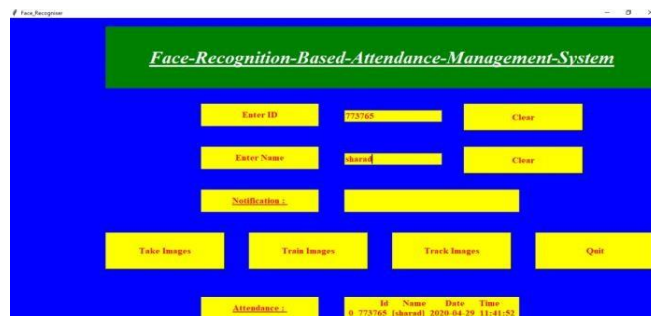 Face_Recogniser
Face-Recognition-Based-Attendance-Management-System
Enter ID 773765 Clear
Enter Name sharad Clear
Notification :
Take Images Train Images Track Images Quit
Attendance : Id Name Date Time
0 773765 [sharad] 2020-04-29 11:41:52